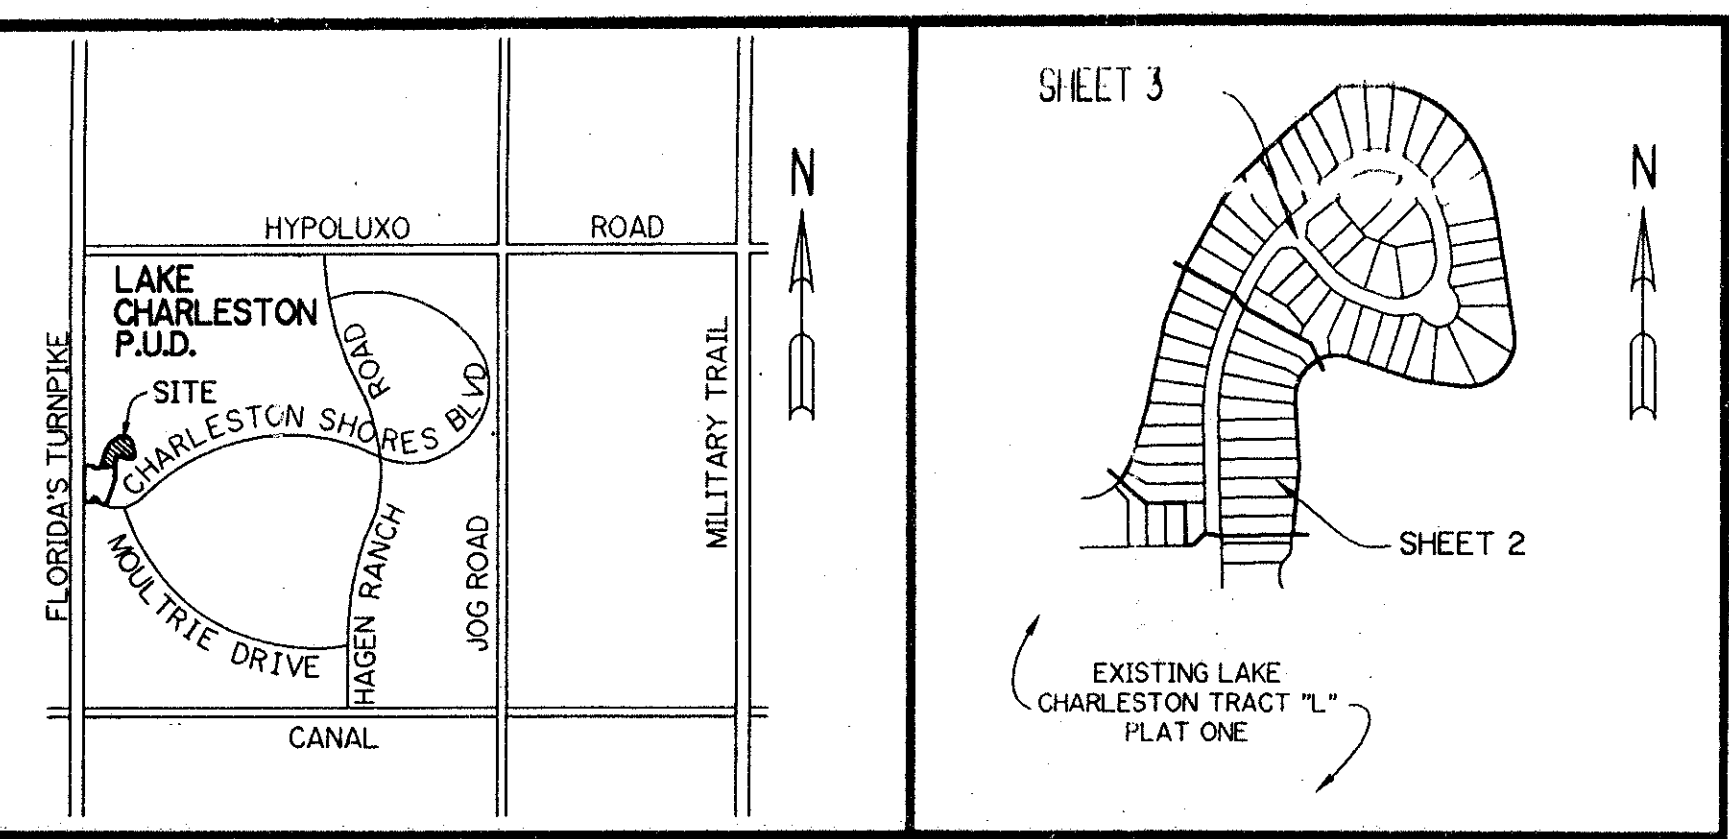 HYPOLUXO ROAD
LAKE
CHARLESTON
P.U.D.
SITE
FLORIDA'S TURNPIKE
CHARLESTON SHORES BLVD
ROAD
MOULTRIE DRIVE
HAGEN RANCH
JOG ROAD
MILITARY TRAIL
CANAL
N
SHEET 3
N
SHEET 2
EXISTING LAKE
CHARLESTON TRACT "L"
PLAT ONE